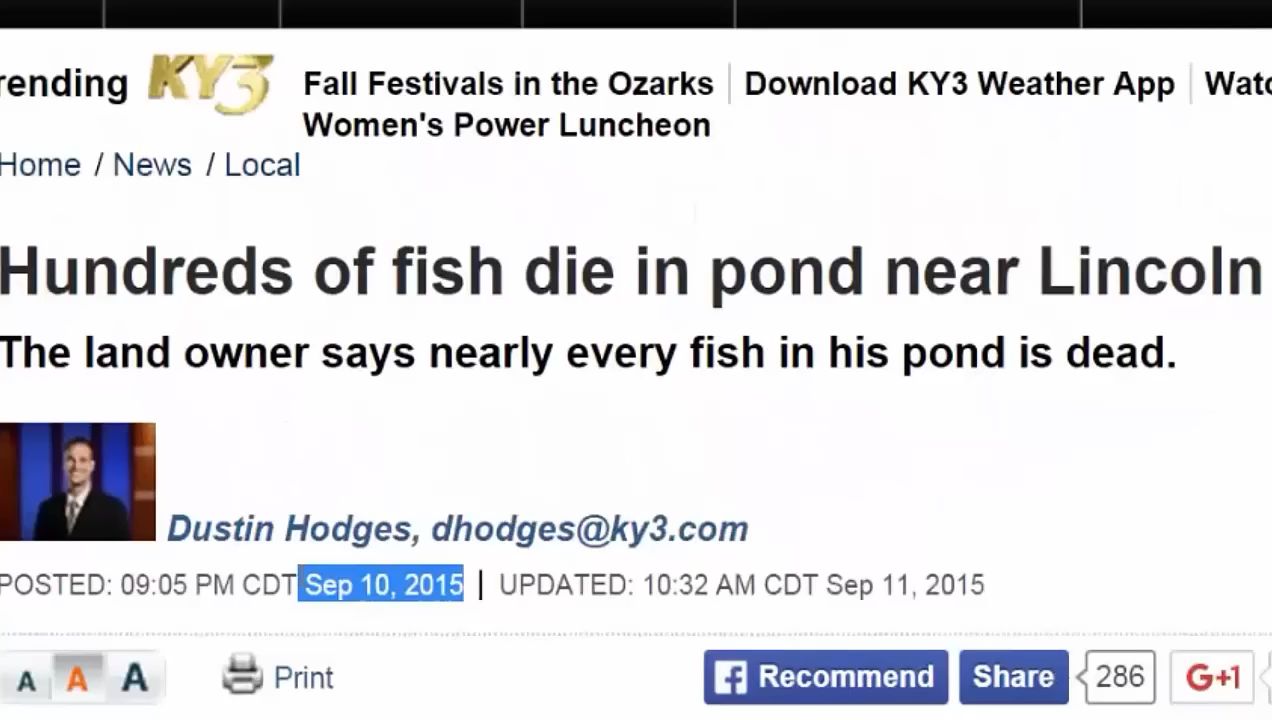 rending KY3 Fall Festivals in the Ozarks Download KY3 Weather App Watc
Women's Power Luncheon
Home / News / Local
Hundreds of fish die in pond near Lincoln
The land owner says nearly every fish in his pond is dead.
Dustin Hodges, dhodges@ky3.com
POSTED: 09:05 PM CDT Sep 10, 2015 | UPDATED: 10:32 AM CDT Sep 11, 2015
A A A Print Recommend Share 286 G+1